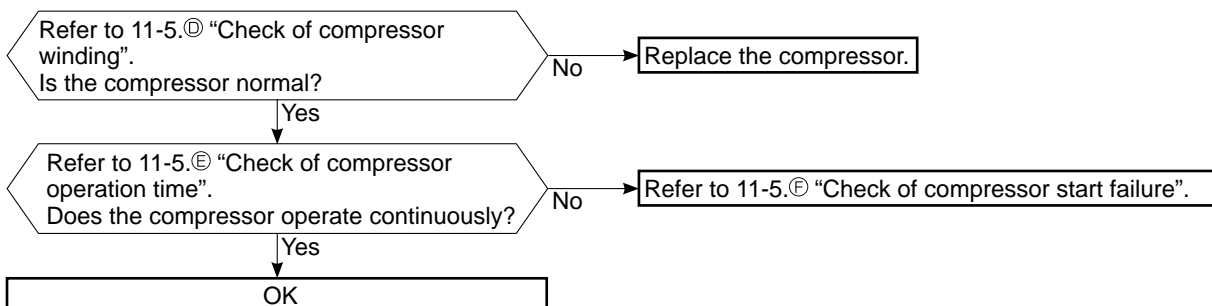 Refer to 11-5.Ⓓ “Check of compressor
winding”.
Is the compressor normal?
No
Replace the compressor.
Yes
Refer to 11-5.Ⓔ “Check of compressor
operation time”.
Does the compressor operate continuously?
No
Refer to 11-5.Ⓕ “Check of compressor start failure”.
Yes
OK